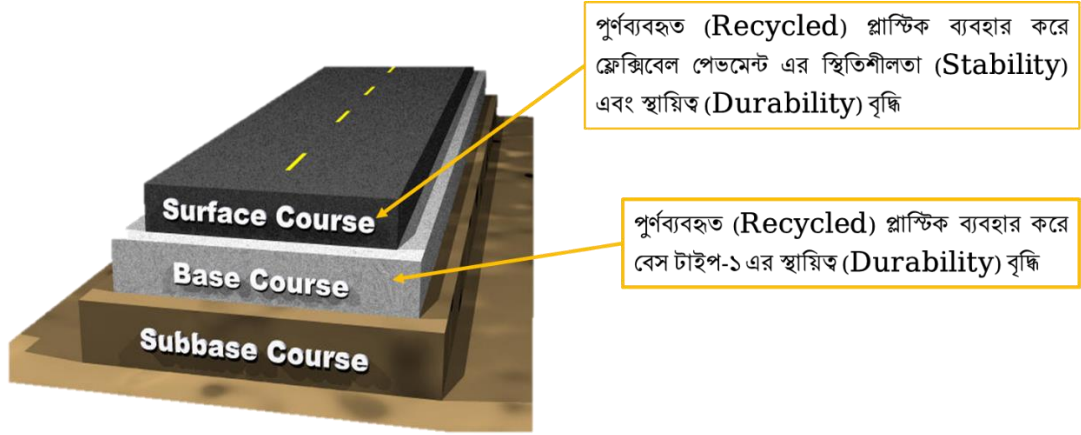 পুর্ণব্যবহৃত (Recycled) প্লাস্টিক ব্যবহার করে
ফ্লেক্সিবেল পেভমেন্ট এর স্থিতিশীলতা (Stability)
এবং স্থায়িত্ব (Durability) বৃদ্ধি
Surface Course
পুর্ণব্যবহৃত (Recycled) প্লাস্টিক ব্যবহার করে
বেস টাইপ-১ এর স্থায়িত্ব (Durability) বৃদ্ধি
Base Course
Subbase Course